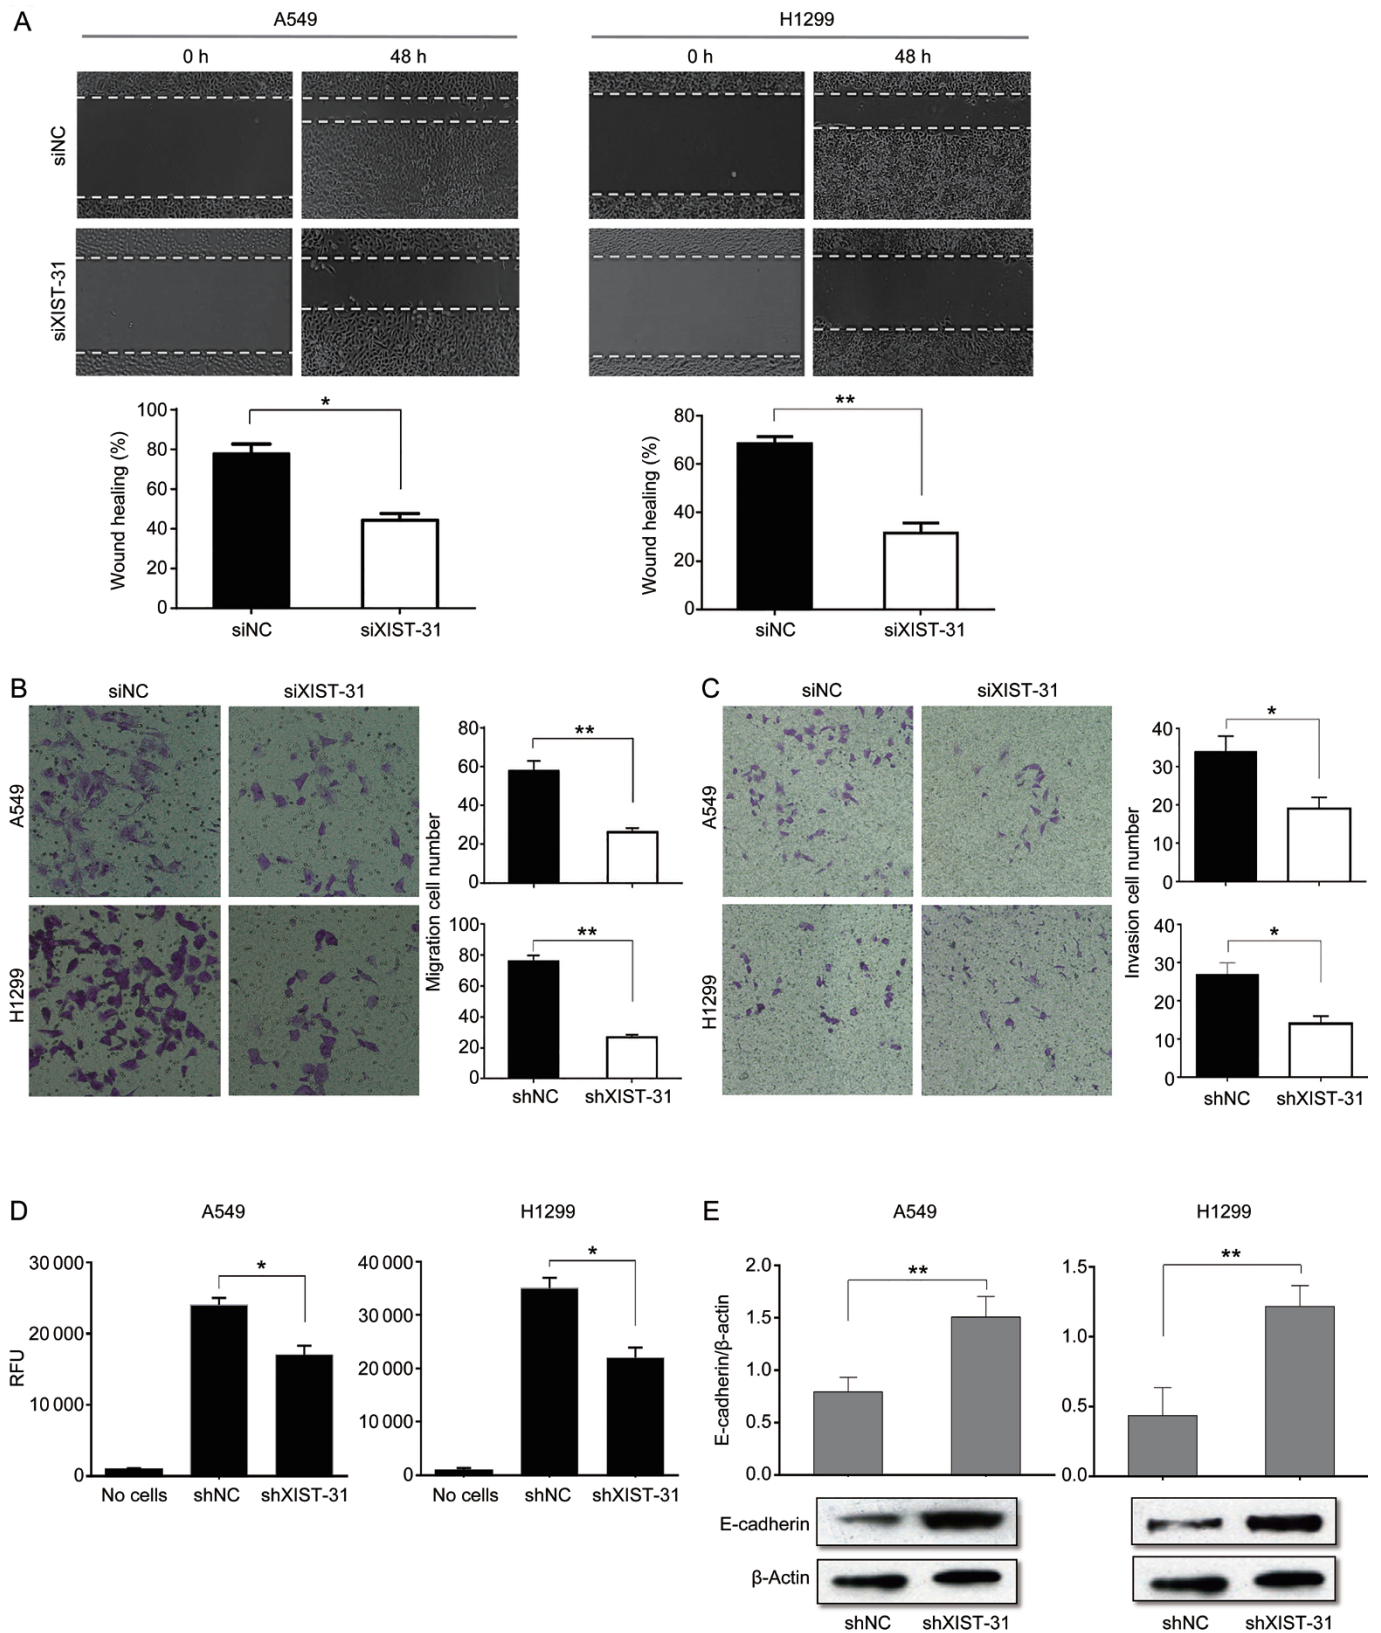 A
A549
H1299
0 h
48 h
0 h
48 h
siNC
siXIST-31
Wound healing (%)
100
80
60
40
20
0
*
siNC
siXIST-31
Wound healing (%)
80
60
40
20
0
**
siNC
siXIST-31
B
siNC
siXIST-31
A549
H1299
Migration cell number
80
60
40
20
0
**
100
80
60
40
20
0
**
shNC
shXIST-31
C
siNC
siXIST-31
A549
H1299
Invasion cell number
40
30
20
10
0
*
40
30
20
10
0
*
shNC
shXIST-31
D
A549
RFU
30 000
20 000
10 000
0
*
No cells
shNC
shXIST-31
H1299
40 000
30 000
20 000
10 000
0
*
No cells
shNC
shXIST-31
E
A549
E-cadherin/β-actin
2.0
1.5
1.0
0.5
0.0
**
H1299
1.5
1.0
0.5
0.0
**
E-cadherin
β-Actin
shNC
shXIST-31
shNC
shXIST-31